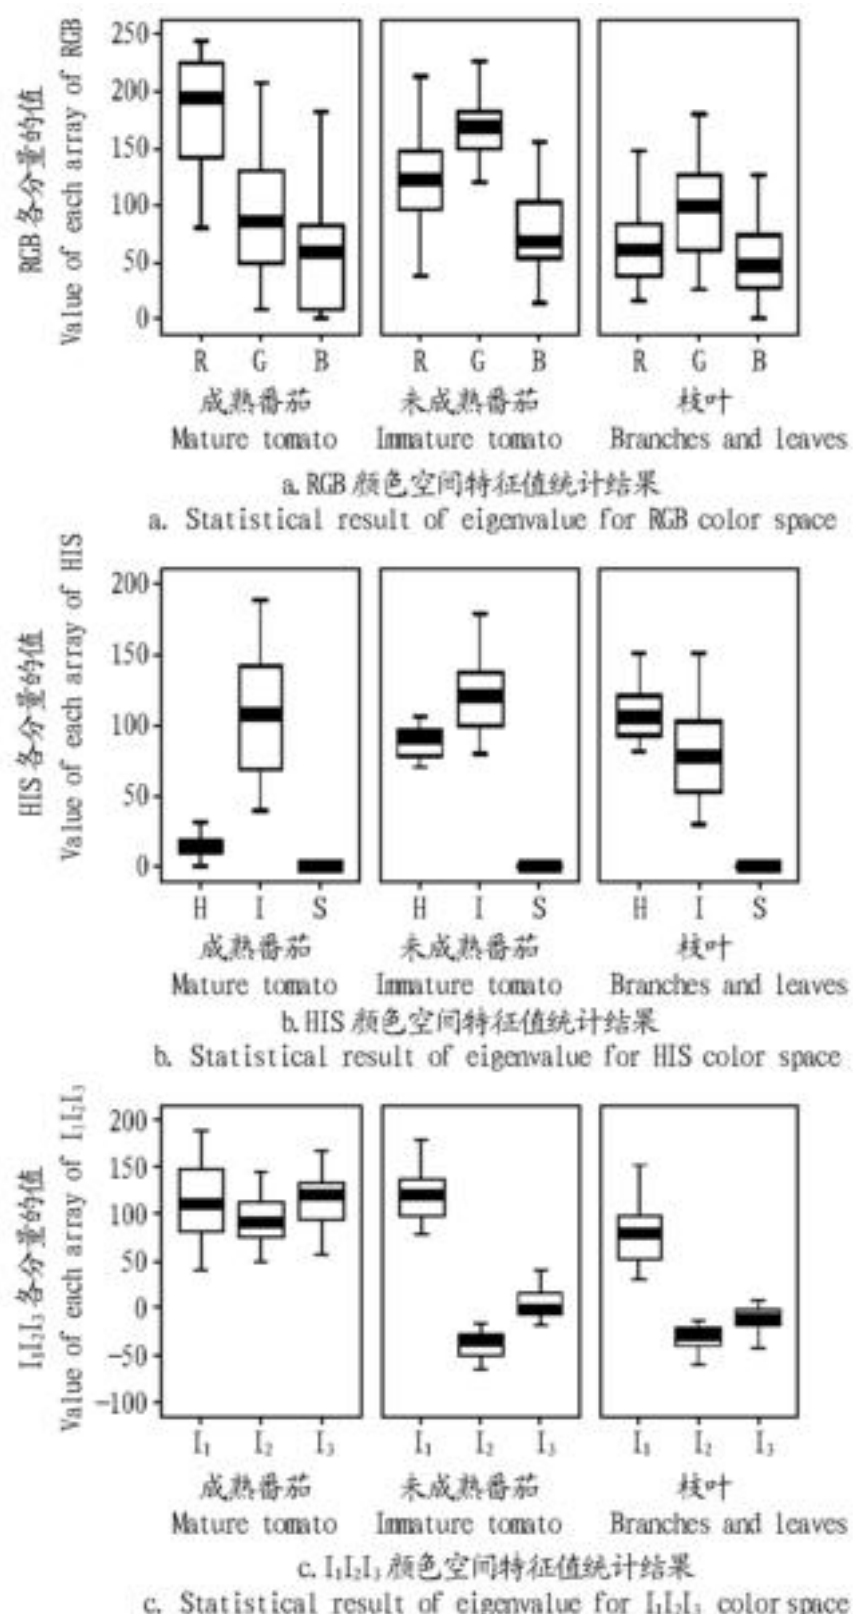 RGB 各分量的值
Value of each array of RGB
250
200
150
100
50
0
R G B
R G B
R G B
成熟番茄 未成熟番茄 枝叶
Mature tomato Immature tomato Branches and leaves
a. RGB 颜色空间特征值统计结果
a. Statistical result of eigenvalue for RGB color space
HIS 各分量的值
Value of each array of HIS
200
150
100
50
0
H I S
H I S
H I S
成熟番茄 未成熟番茄 枝叶
Mature tomato Immature tomato Branches and leaves
b. HIS 颜色空间特征值统计结果
b. Statistical result of eigenvalue for HIS color space
I₁I₂I₃ 各分量的值
Value of each array of I₁I₂I₃
200
150
100
50
0
−50
−100
I₁ I₂ I₃
I₁ I₂ I₃
I₁ I₂ I₃
成熟番茄 未成熟番茄 枝叶
Mature tomato Immature tomato Branches and leaves
c. I₁I₂I₃ 颜色空间特征值统计结果
c. Statistical result of eigenvalue for I₁I₂I₃ color space